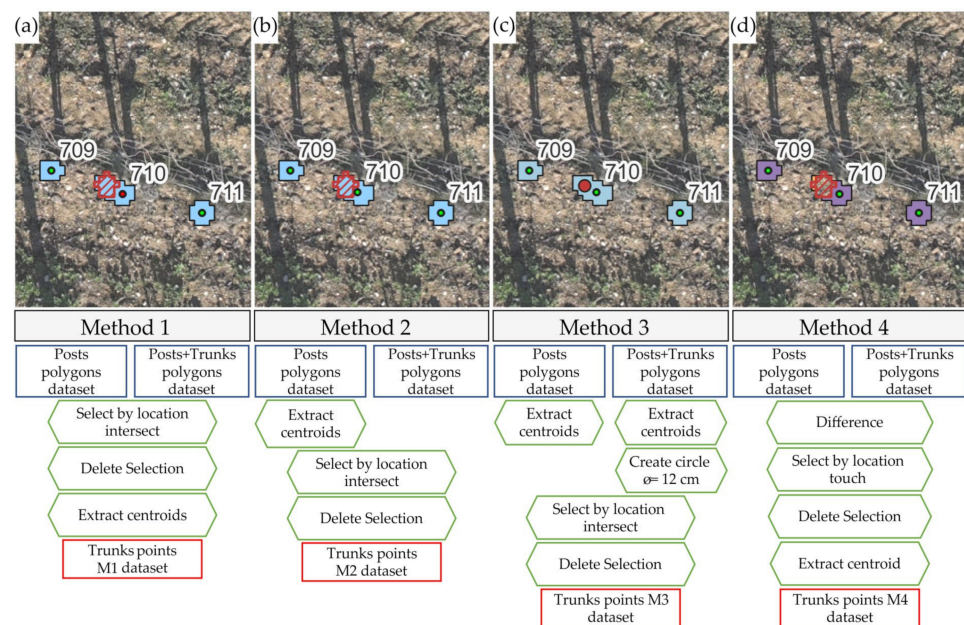 (a)
709
710
711
(b)
709
710
711
(c)
709
710
711
(d)
709
710
711
Method 1
Method 2
Method 3
Method 4
Posts
polygons
dataset
Posts+Trunks
polygons
dataset
Select by location
intersect
Delete Selection
Extract centroids
Trunks points
M1 dataset
Posts
polygons
dataset
Posts+Trunks
polygons
dataset
Extract
centroids
Select by location
intersect
Delete Selection
Trunks points
M2 dataset
Posts
polygons
dataset
Posts+Trunks
polygons
dataset
Extract
centroids
Extract
centroids
Create circle
ø= 12 cm
Select by location
intersect
Delete Selection
Trunks points M3
dataset
Posts
polygons
dataset
Posts+Trunks
polygons
dataset
Difference
Select by location
touch
Delete Selection
Extract centroid
Trunks points M4
dataset